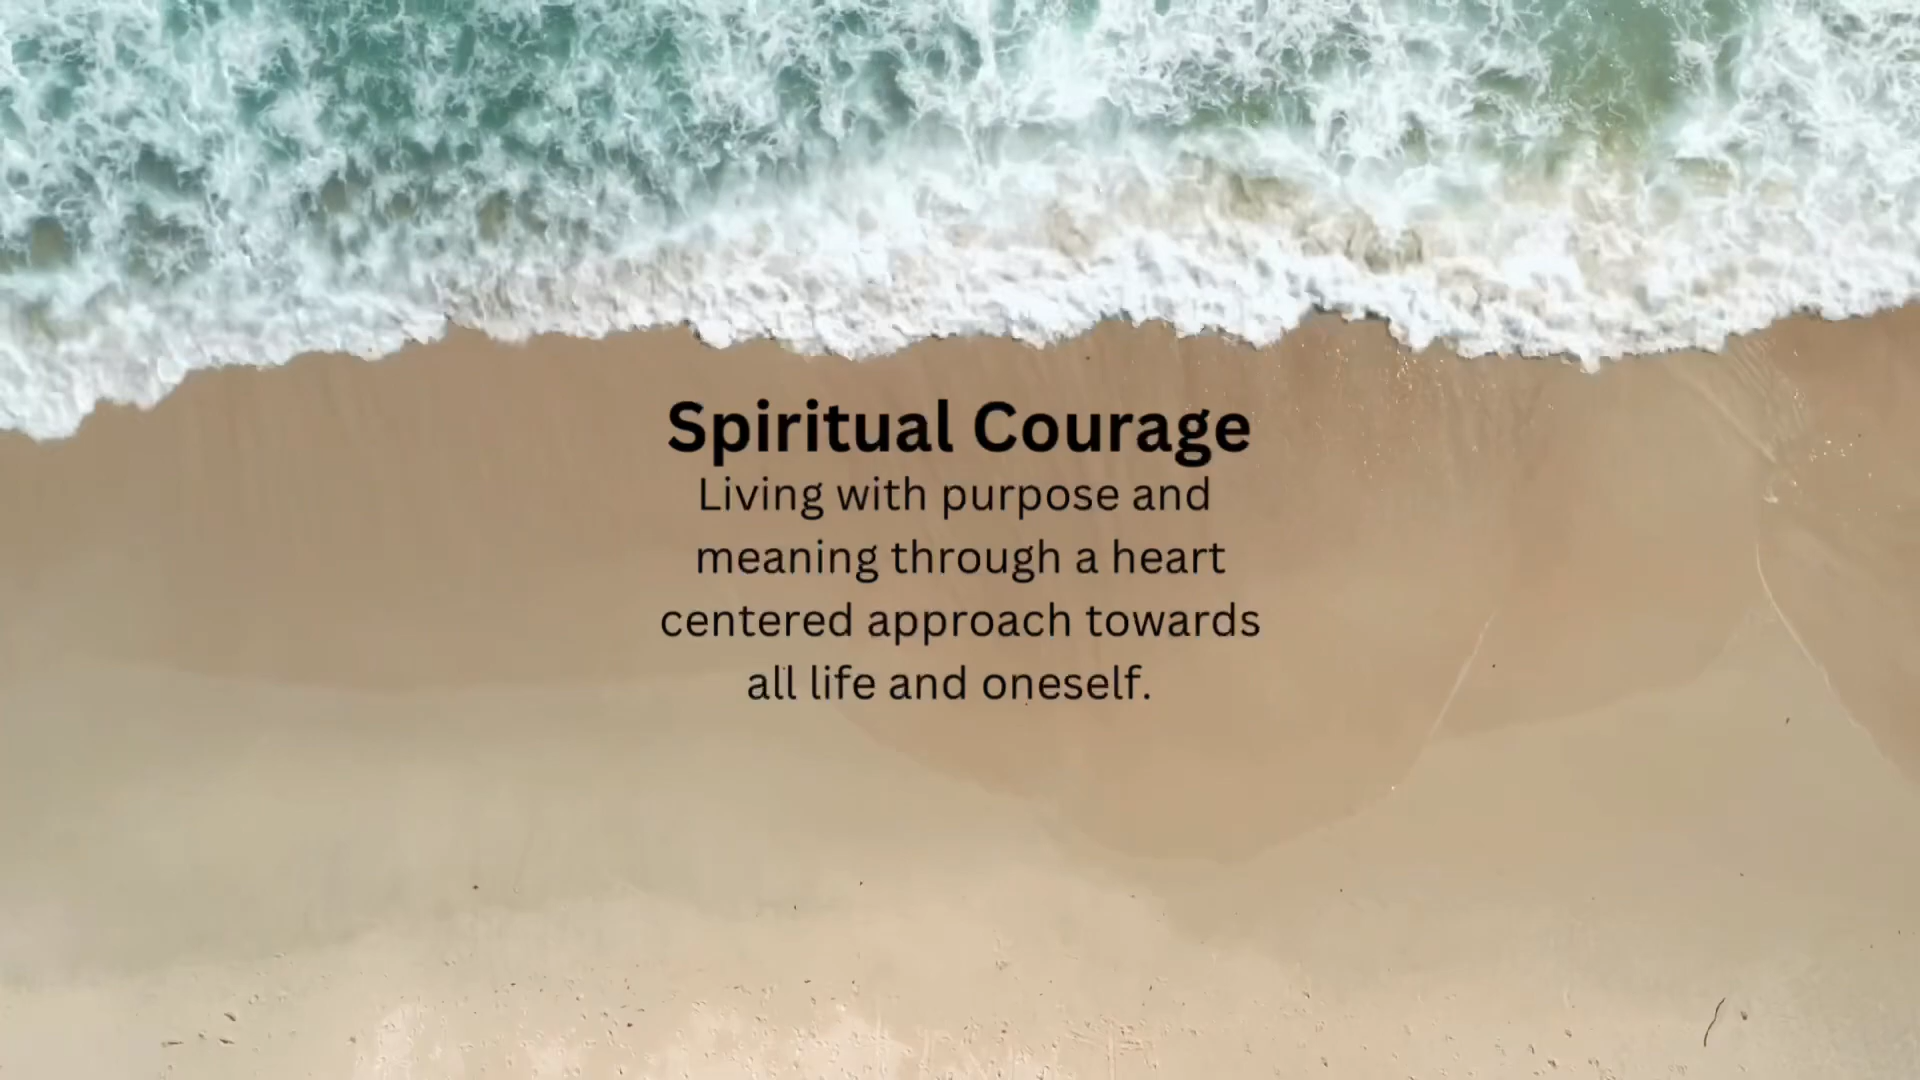 Spiritual Courage
Living with purpose and
meaning through a heart
centered approach towards
all life and oneself.